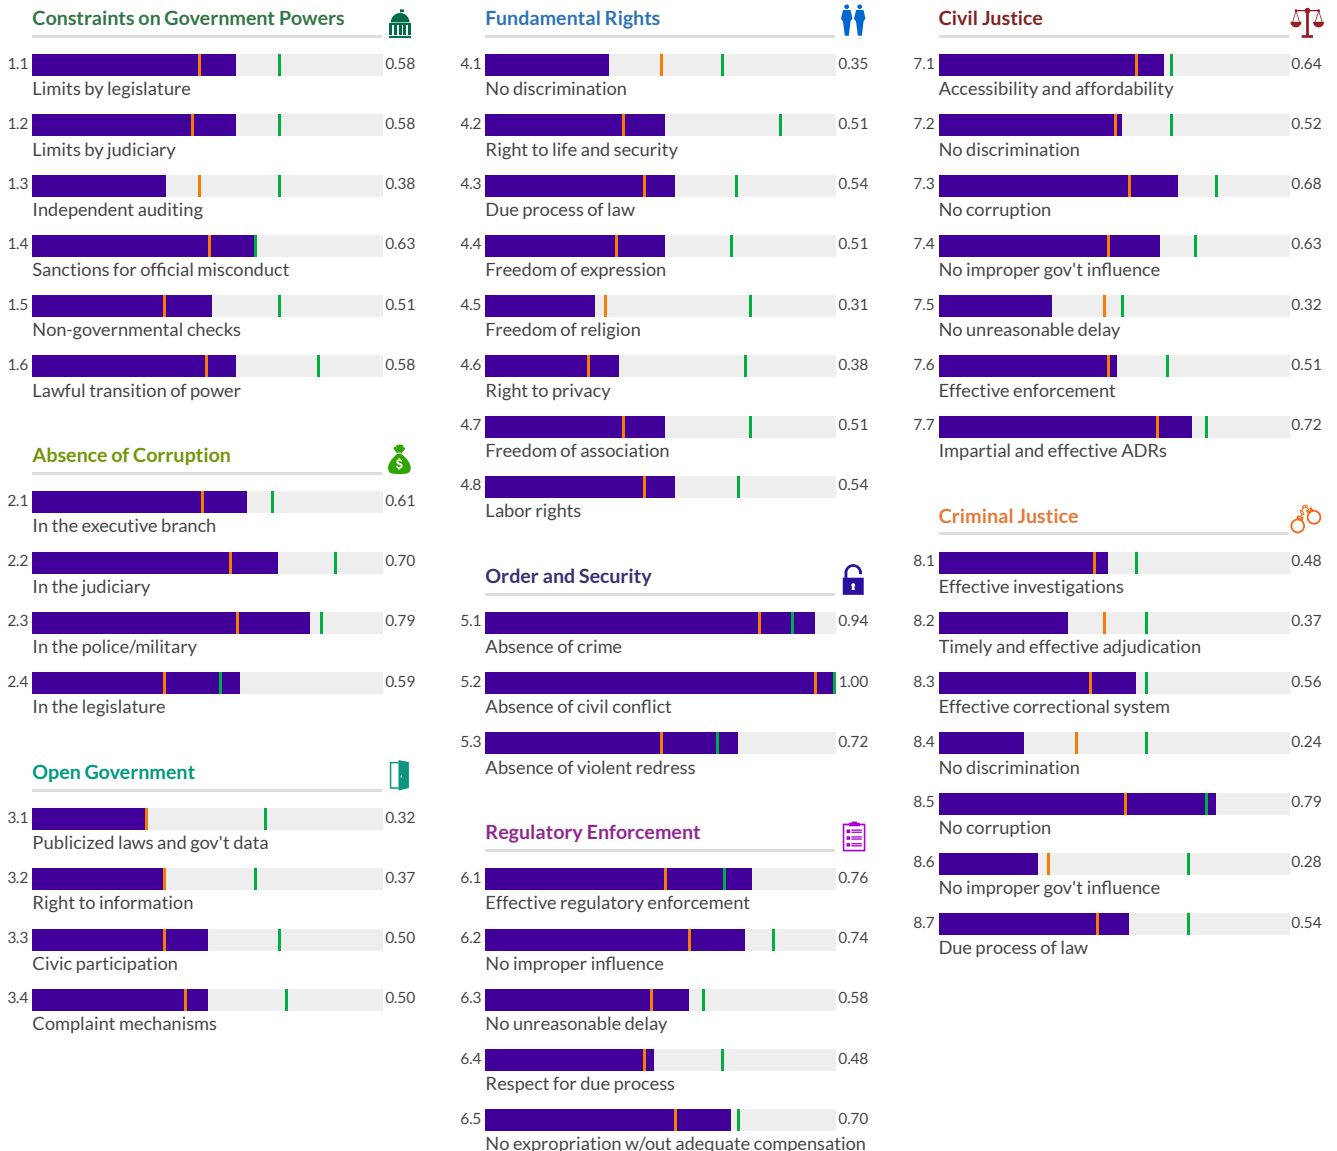 Constraints on Government Powers
1.1 0.58
Limits by legislature
1.2 0.58
Limits by judiciary
1.3 0.38
Independent auditing
1.4 0.63
Sanctions for official misconduct
1.5 0.51
Non-governmental checks
1.6 0.58
Lawful transition of power
Absence of Corruption
$
2.1 0.61
In the executive branch
2.2 0.70
In the judiciary
2.3 0.79
In the police/military
2.4 0.59
In the legislature
Open Government
3.1 0.32
Publicized laws and gov't data
3.2 0.37
Right to information
3.3 0.50
Civic participation
3.4 0.50
Complaint mechanisms
Fundamental Rights
4.1 0.35
No discrimination
4.2 0.51
Right to life and security
4.3 0.54
Due process of law
4.4 0.51
Freedom of expression
4.5 0.31
Freedom of religion
4.6 0.38
Right to privacy
4.7 0.51
Freedom of association
4.8 0.54
Labor rights
Order and Security
5.1 0.94
Absence of crime
5.2 1.00
Absence of civil conflict
5.3 0.72
Absence of violent redress
Regulatory Enforcement
6.1 0.76
Effective regulatory enforcement
6.2 0.74
No improper influence
6.3 0.58
No unreasonable delay
6.4 0.48
Respect for due process
6.5 0.70
No expropriation w/out adequate compensation
Civil Justice
7.1 0.64
Accessibility and affordability
7.2 0.52
No discrimination
7.3 0.68
No corruption
7.4 0.63
No improper gov't influence
7.5 0.32
No unreasonable delay
7.6 0.51
Effective enforcement
7.7 0.72
Impartial and effective ADRs
Criminal Justice
8.1 0.48
Effective investigations
8.2 0.37
Timely and effective adjudication
8.3 0.56
Effective correctional system
8.4 0.24
No discrimination
8.5 0.79
No corruption
8.6 0.28
No improper gov't influence
8.7 0.54
Due process of law